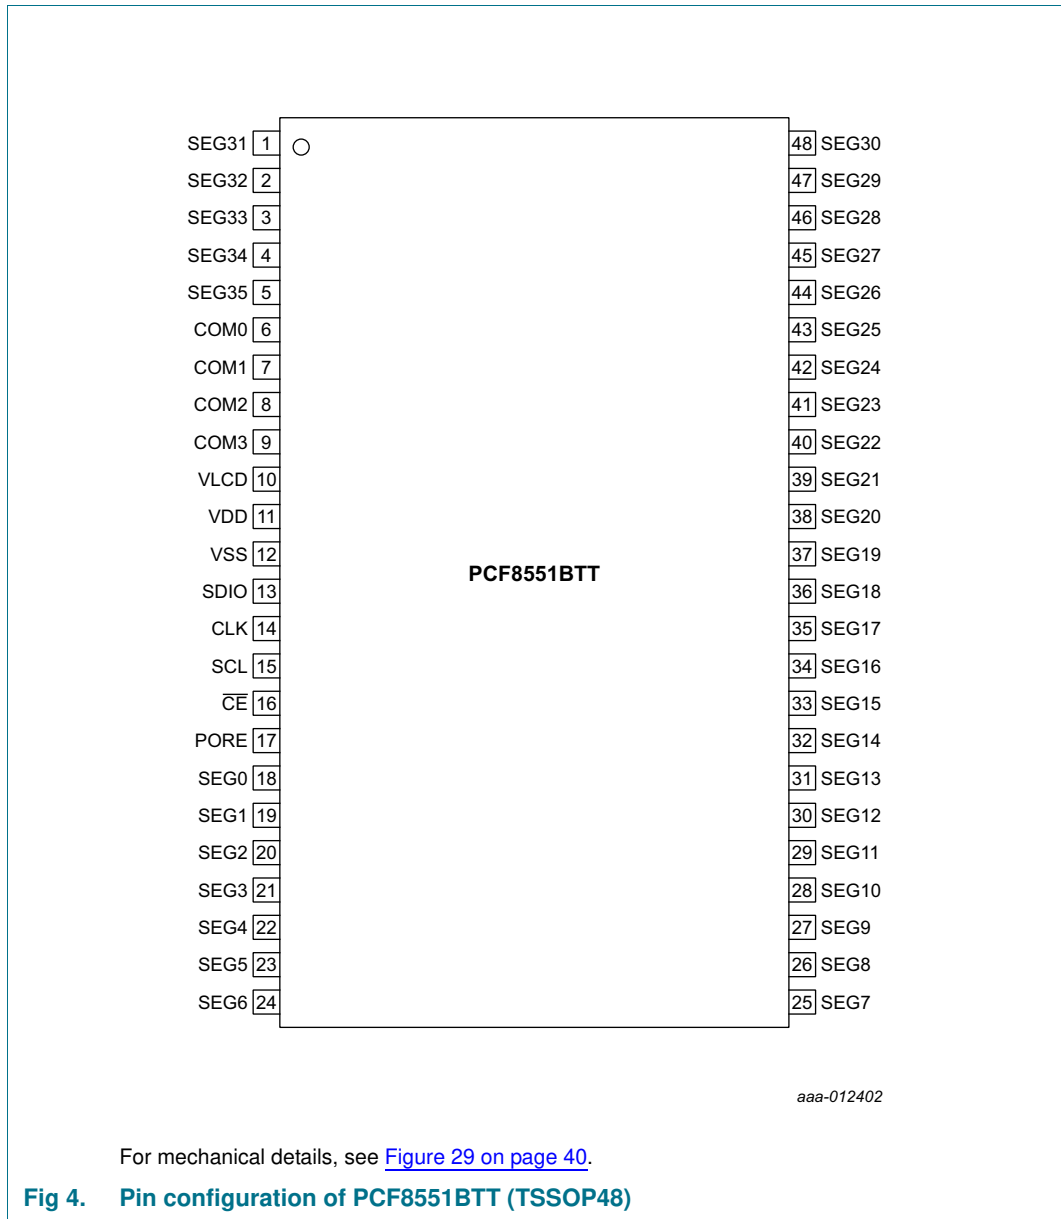 SEG31 1 48 SEG30
SEG32 2 47 SEG29
SEG33 3 46 SEG28
SEG34 4 45 SEG27
SEG35 5 44 SEG26
COM0 6 43 SEG25
COM1 7 42 SEG24
COM2 8 41 SEG23
COM3 9 40 SEG22
VLCD 10 39 SEG21
VDD 11 38 SEG20
VSS 12 37 SEG19
PCF8551BTT
SDIO 13 36 SEG18
CLK 14 35 SEG17
SCL 15 34 SEG16
C̅E̅ 16 33 SEG15
PORE 17 32 SEG14
SEG0 18 31 SEG13
SEG1 19 30 SEG12
SEG2 20 29 SEG11
SEG3 21 28 SEG10
SEG4 22 27 SEG9
SEG5 23 26 SEG8
SEG6 24 25 SEG7
aaa-012402
For mechanical details, see Figure 29 on page 40.
Fig 4. Pin configuration of PCF8551BTT (TSSOP48)